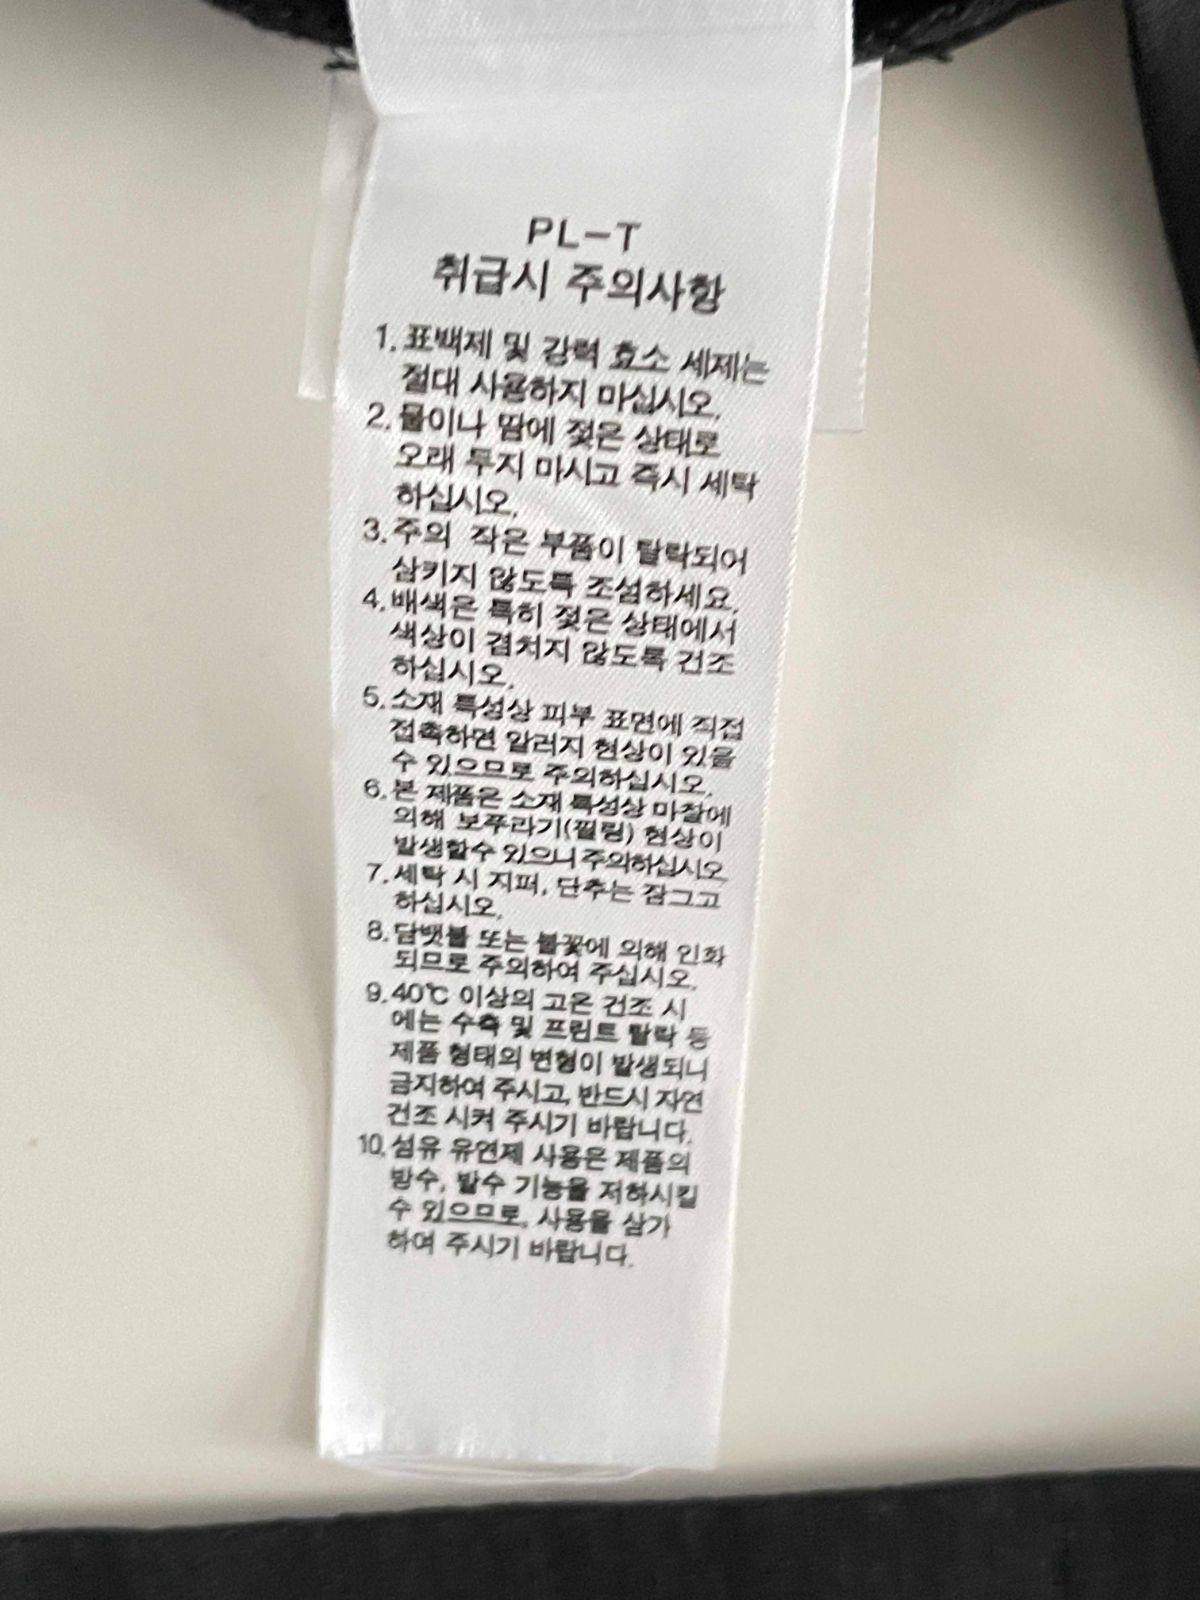 PL-T
취급시 주의사항
1. 표백제 및 강력 효소 세제는
절대 사용하지 마십시오.
2. 물이나 땀에 젖은 상태로
오래 두지 마시고 즉시 세탁
하십시오.
3. 주의 작은 부품이 탈락되어
삼키지 않도록 조심하세요.
4. 배색은 특히 젖은 상태에서
색상이 겹치지 않도록 건조
하십시오.
5. 소재 특성상 피부 표면에 직접
접촉하면 알러지 현상이 있을
수 있으므로 주의하십시오.
6. 본 제품은 소재 특성상 마찰에
의해 보푸라기(필링) 현상이
발생할수 있으니 주의하십시오
7. 세탁 시 지퍼, 단추는 잠그고
하십시오.
8. 담뱃불 또는 불꽃에 의해 인화
되므로 주의하여 주십시오.
9. 40℃ 이상의 고온 건조 시
에는 수축 및 프린트 탈락 등
제품 형태의 변형이 발생되니
금지하여 주시고, 반드시 자연
건조 시켜 주시기 바랍니다.
10. 섬유 유연제 사용은 제품의
방수, 발수 기능을 저하시킬
수 있으므로, 사용을 삼가
하여 주시기 바랍니다.